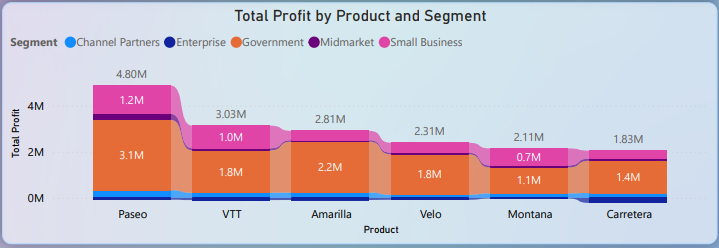 Total Profit by Product and Segment
Segment Channel Partners Enterprise Government Midmarket Small Business
4.80M
3.03M
2.81M
2.31M
2.11M
1.83M
4M
2M
0M
Total Profit
1.2M
3.1M
1.0M
1.8M
2.2M
1.8M
0.7M
1.1M
1.4M
Paseo VTT Amarilla Velo Montana Carretera
Product